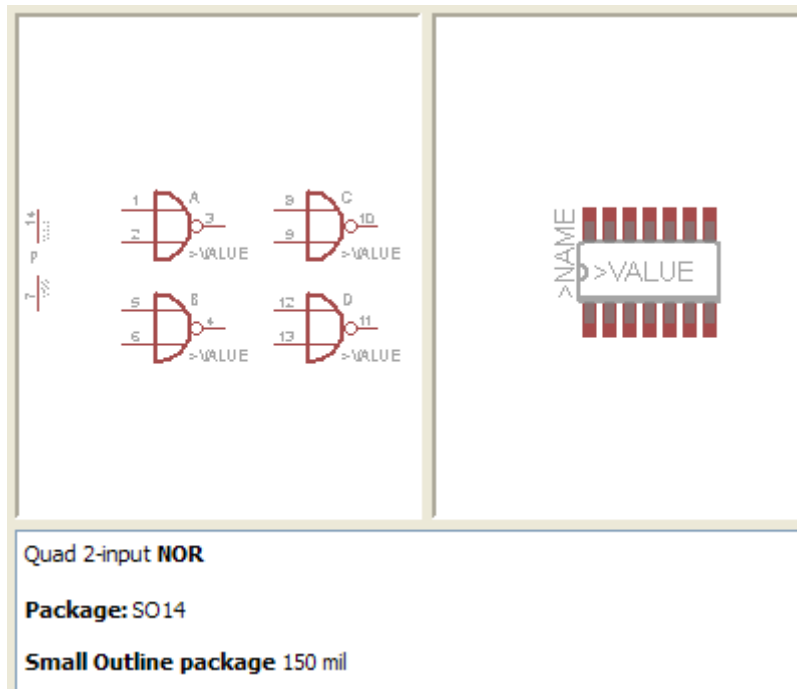 1 A 3 2 >VALUE
9 C 10 9 >VALUE
14
P
7
5 B 4 6 >VALUE
12 D 11 13 >VALUE
>NAME
>VALUE
Quad 2-input NOR
Package: SO14
Small Outline package 150 mil